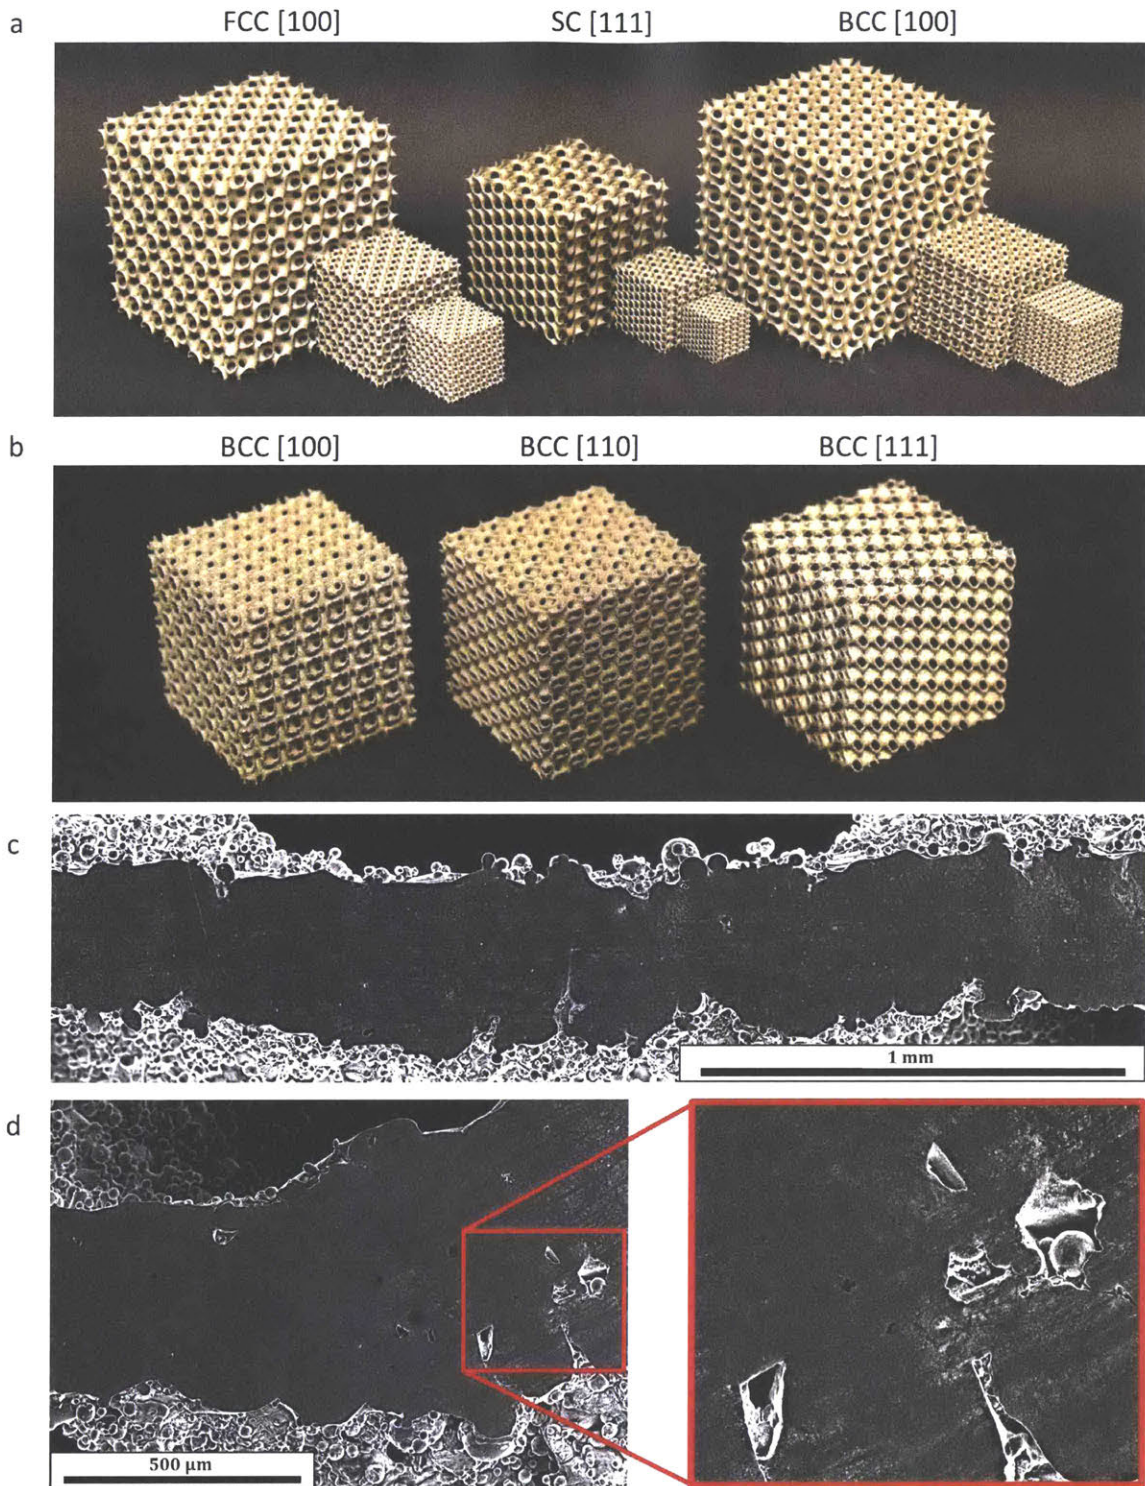 a
FCC [100] SC [111] BCC [100]
b
BCC [100] BCC [110] BCC [111]
c
1 mm
d
500 µm